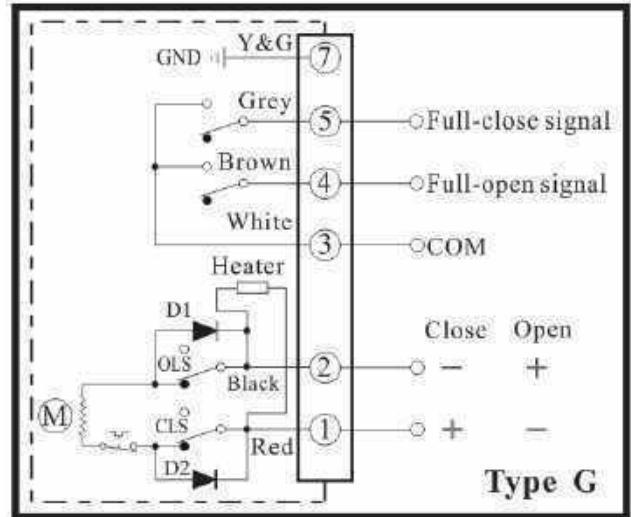 Y&G
GND
7
Grey
5
Full-close signal
Brown
4
Full-open signal
White
3
COM
Heater
D1
Close Open
OLS
2
− +
Black
M
CLS
1
+ −
Red
D2
Type G